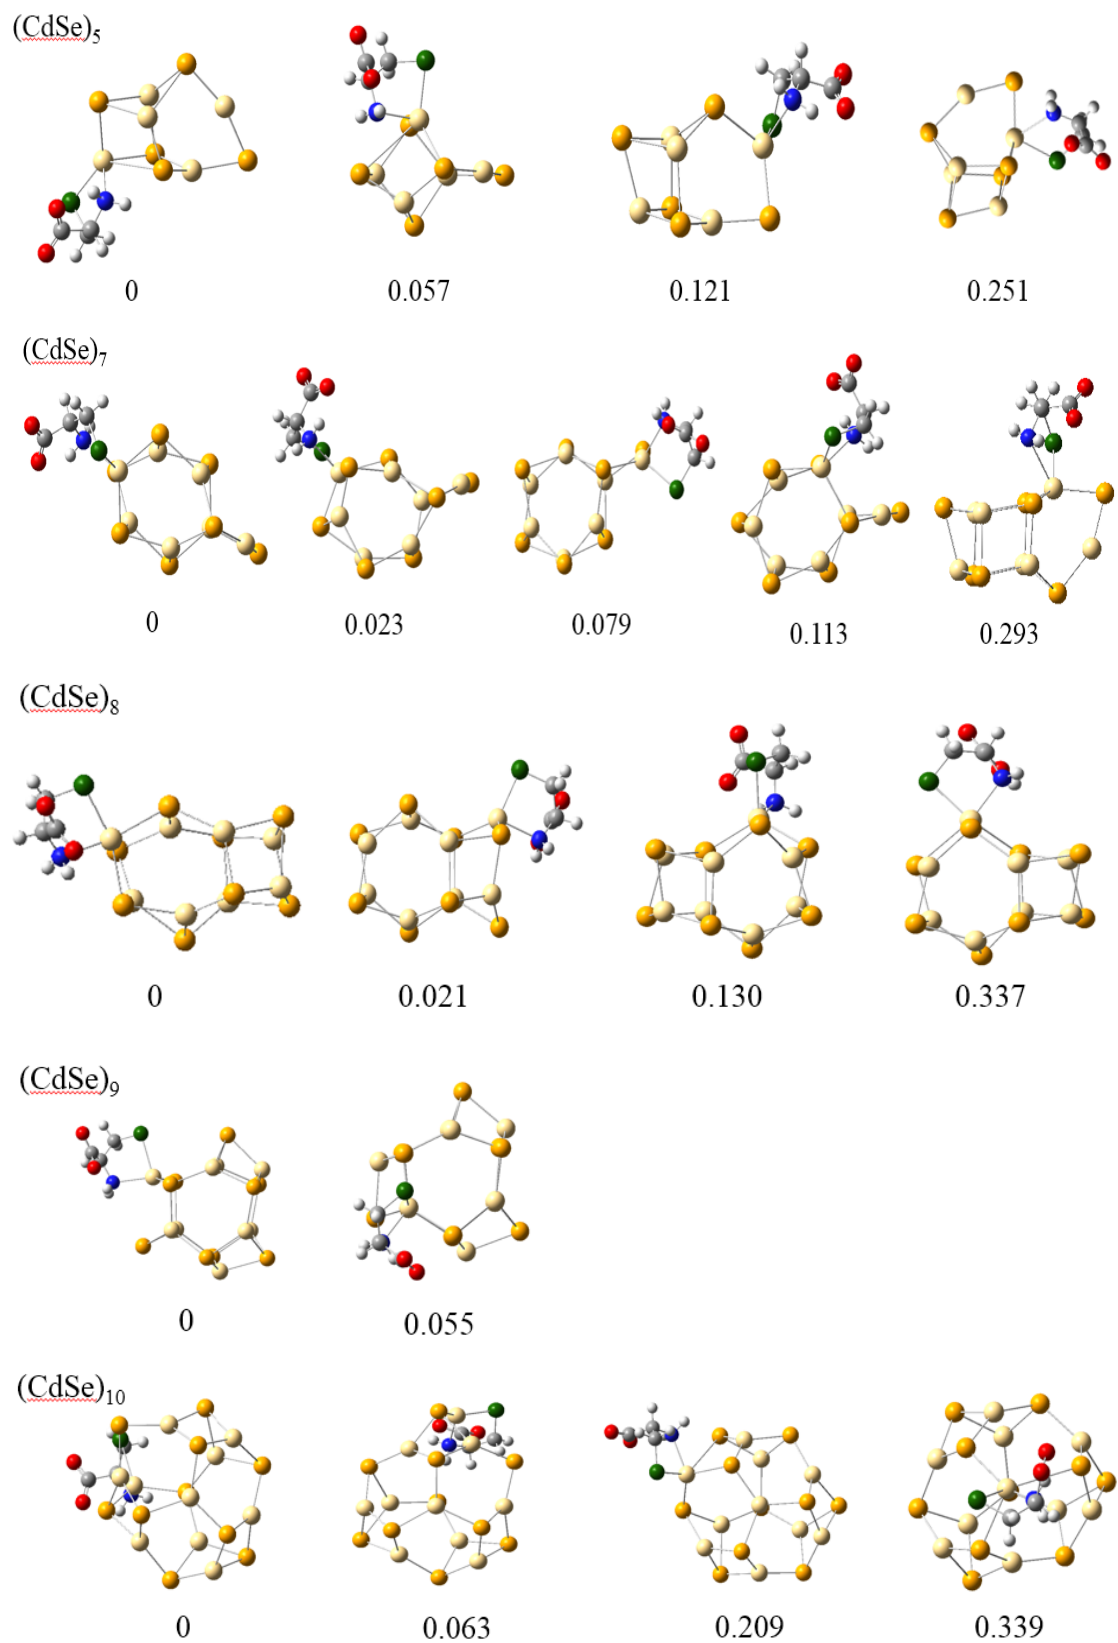 (CdSe)₅
0 0.057 0.121 0.251
(CdSe)₇
0 0.023 0.079 0.113 0.293
(CdSe)₈
0 0.021 0.130 0.337
(CdSe)₉
0 0.055
(CdSe)₁₀
0 0.063 0.209 0.339